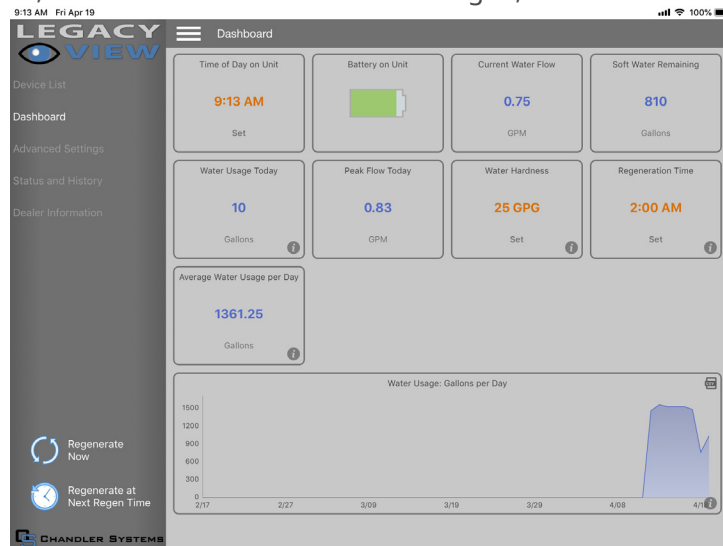 9:13 AM Fri Apr 19
100%
LEGACY
VIEW
Dashboard
Device List
Dashboard
Advanced Settings
Status and History
Dealer Information
Time of Day on Unit
9:13 AM
Set
Battery on Unit
Current Water Flow
0.75
GPM
Soft Water Remaining
810
Gallons
Water Usage Today
10
Gallons
Peak Flow Today
0.83
GPM
Water Hardness
25 GPG
Set
Regeneration Time
2:00 AM
Set
Average Water Usage per Day
1361.25
Gallons
Water Usage: Gallons per Day
1500
1200
900
600
300
0
2/17 2/27 3/09 3/19 3/29 4/08
Regenerate
Now
Regenerate at
Next Regen Time
CHANDLER SYSTEMS